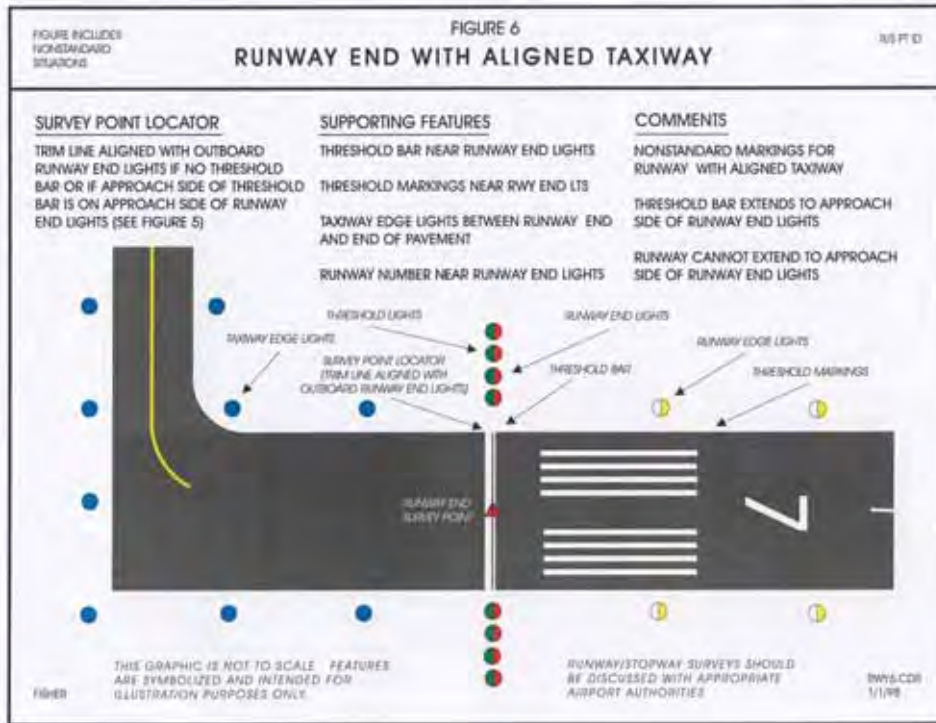 FIGURE INCLUDES
NONSTANDARD
SITUATIONS
FIGURE 6
RUNWAY END WITH ALIGNED TAXIWAY
R/S PT ID
SURVEY POINT LOCATOR
TRIM LINE ALIGNED WITH OUTBOARD
RUNWAY END LIGHTS IF NO THRESHOLD
BAR OR IF APPROACH SIDE OF THRESHOLD
BAR IS ON APPROACH SIDE OF RUNWAY
END LIGHTS (SEE FIGURE 5)
SUPPORTING FEATURES
THRESHOLD BAR NEAR RUNWAY END LIGHTS
THRESHOLD MARKINGS NEAR RWY END LTS
TAXIWAY EDGE LIGHTS BETWEEN RUNWAY END
AND END OF PAVEMENT
RUNWAY NUMBER NEAR RUNWAY END LIGHTS
COMMENTS
NONSTANDARD MARKINGS FOR
RUNWAY WITH ALIGNED TAXIWAY
THRESHOLD BAR EXTENDS TO APPROACH
SIDE OF RUNWAY END LIGHTS
RUNWAY CANNOT EXTEND TO APPROACH
SIDE OF RUNWAY END LIGHTS
THRESHOLD LIGHTS
RUNWAY END LIGHTS
TAXIWAY EDGE LIGHTS
RUNWAY EDGE LIGHTS
SURVEY POINT LOCATOR
(TRIM LINE ALIGNED WITH
OUTBOARD RUNWAY END LIGHTS)
THRESHOLD BAR
THRESHOLD MARKINGS
RUNWAY END
SURVEY POINT
7
THIS GRAPHIC IS NOT TO SCALE FEATURES
ARE SYMBOLIZED AND INTENDED FOR
ILLUSTRATION PURPOSES ONLY.
RUNWAY/STOPWAY SURVEYS SHOULD
BE DISCUSSED WITH APPROPRIATE
AIRPORT AUTHORITIES
FISHER
RWY6.CDR
1/1/98